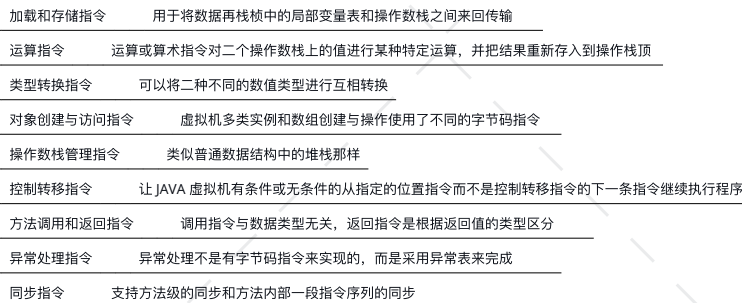 加载和存储指令 用于将数据再栈桢中的局部变量表和操作数栈之间来回传输
运算指令 运算或算术指令对二个操作数栈上的值进行某种特定运算，并把结果重新存入到操作栈顶
类型转换指令 可以将二种不同的数值类型进行互相转换
对象创建与访问指令 虚拟机多类实例和数组创建与操作使用了不同的字节码指令
操作数栈管理指令 类似普通数据结构中的堆栈那样
控制转移指令 让 JAVA 虚拟机有条件或无条件的从指定的位置指令而不是控制转移指令的下一条指令继续执行程序
方法调用和返回指令 调用指令与数据类型无关，返回指令是根据返回值的类型区分
异常处理指令 异常处理不是有字节码指令来实现的，而是采用异常表来完成
同步指令 支持方法级的同步和方法内部一段指令序列的同步